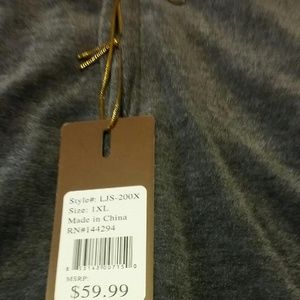 Style#: LJS-200X
Size: 1XL
Made in China
RN#144294
MSRP:
$59.99